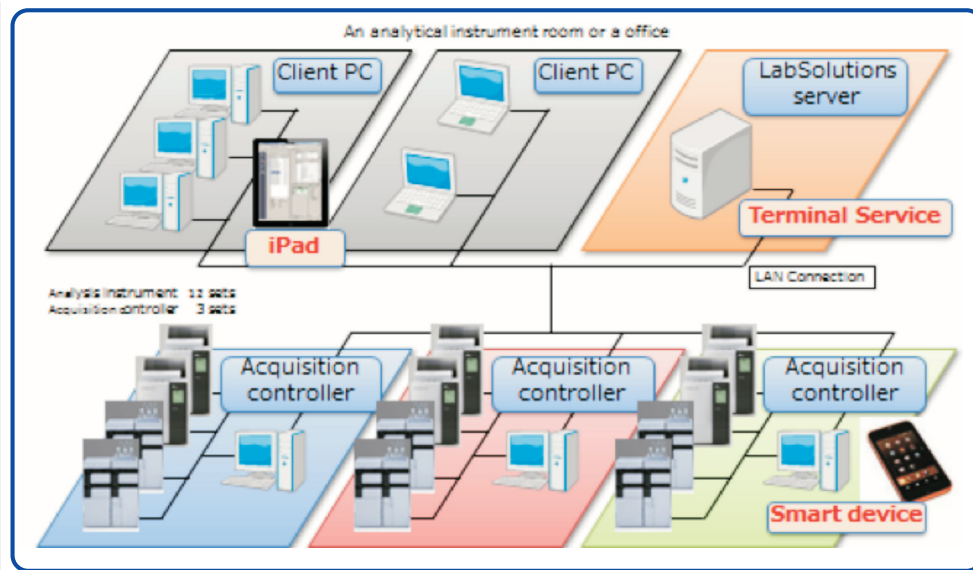 An analytical instrument room or a office
Client PC
Client PC
LabSolutions
server
iPad
Terminal Service
LAN Connection
Analysis Instrument 12 sets
Acquisition controller 3 sets
Acquisition
controller
Acquisition
controller
Acquisition
controller
Smart device